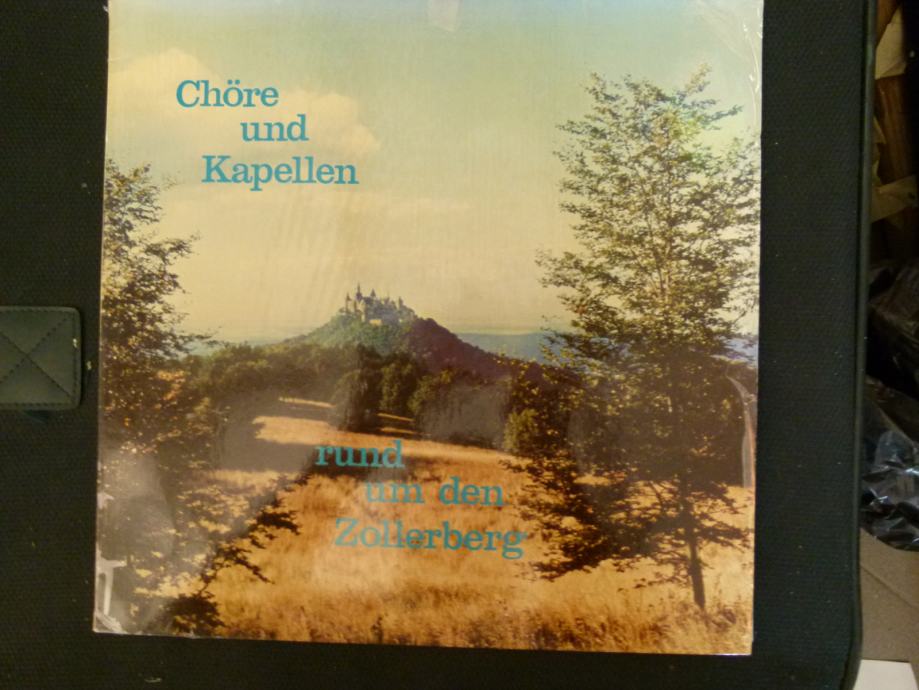 Chöre
und
Kapellen
rund
um den
Zollerberg